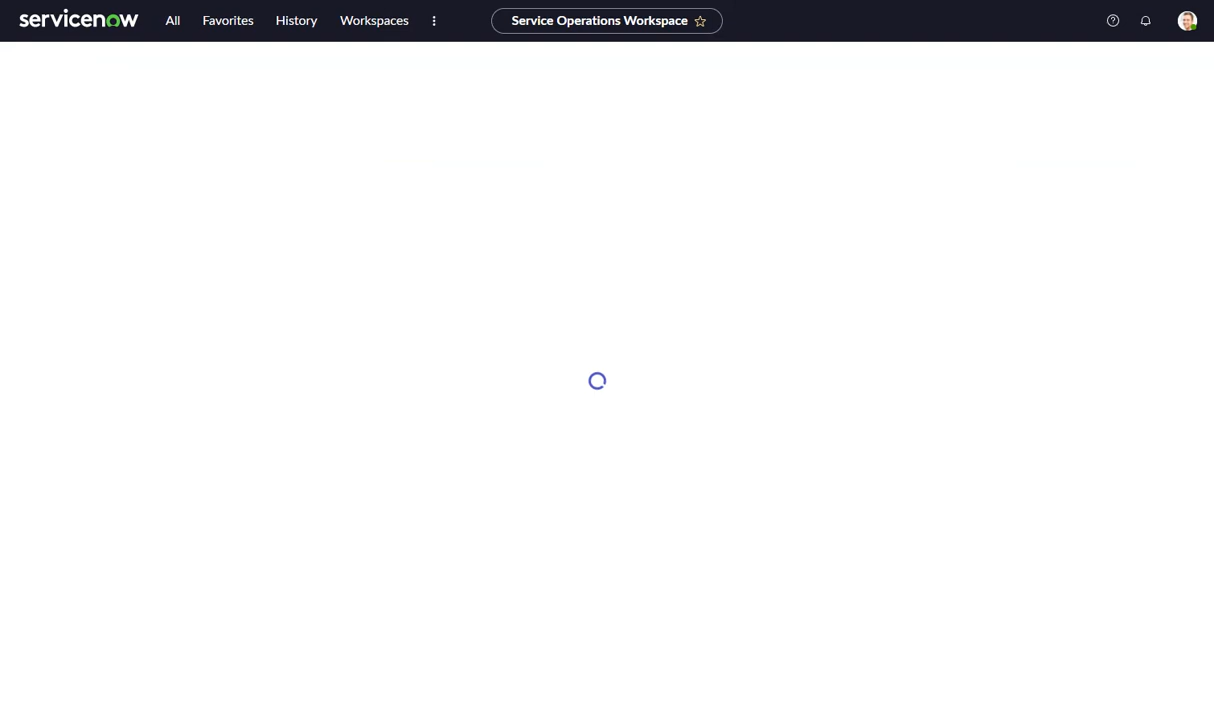 servicenow
All
Favorites
History
Workspaces
Service Operations Workspace